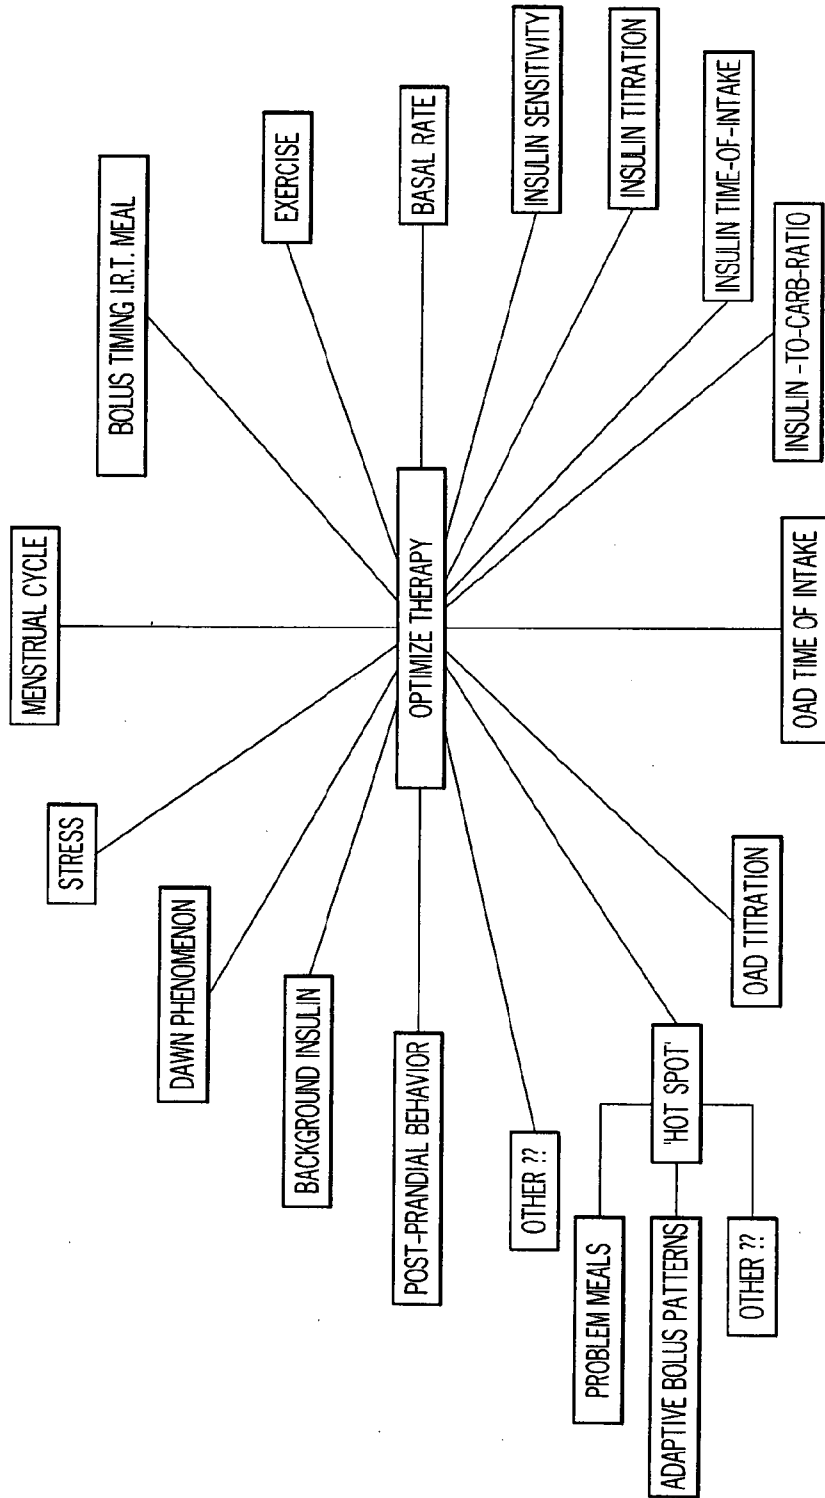 MENSTRUAL CYCLE
STRESS
BOLUS TIMING I.R.T. MEAL
DAWN PHENOMENON
EXERCISE
BACKGROUND INSULIN
POST-PRANDIAL BEHAVIOR
OPTIMIZE THERAPY
BASAL RATE
OTHER ??
INSULIN SENSITIVITY
PROBLEM MEALS
INSULIN TITRATION
ADAPTIVE BOLUS PATTERNS
'HOT SPOT'
INSULIN TIME-OF-INTAKE
OTHER ??
OAD TITRATION
INSULIN -TO-CARB-RATIO
OAD TIME OF INTAKE